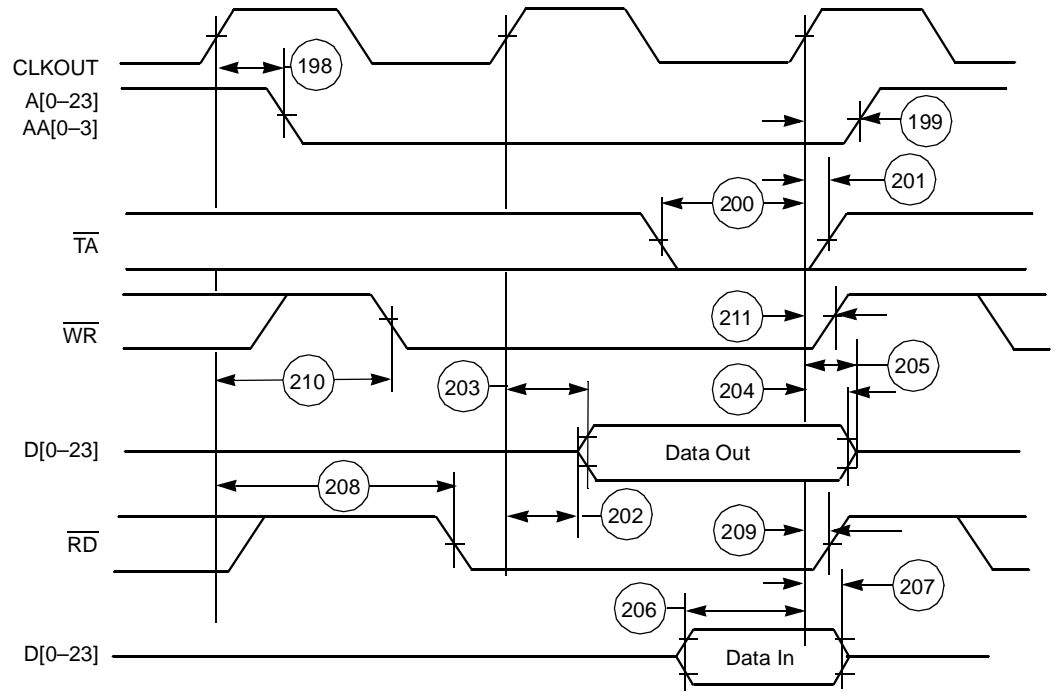 CLKOUT
198
A[0–23]
AA[0–3]
199
201
200
TA
211
WR
210
203
204
205
D[0–23]
Data Out
208
202
209
RD
207
206
D[0–23]
Data In